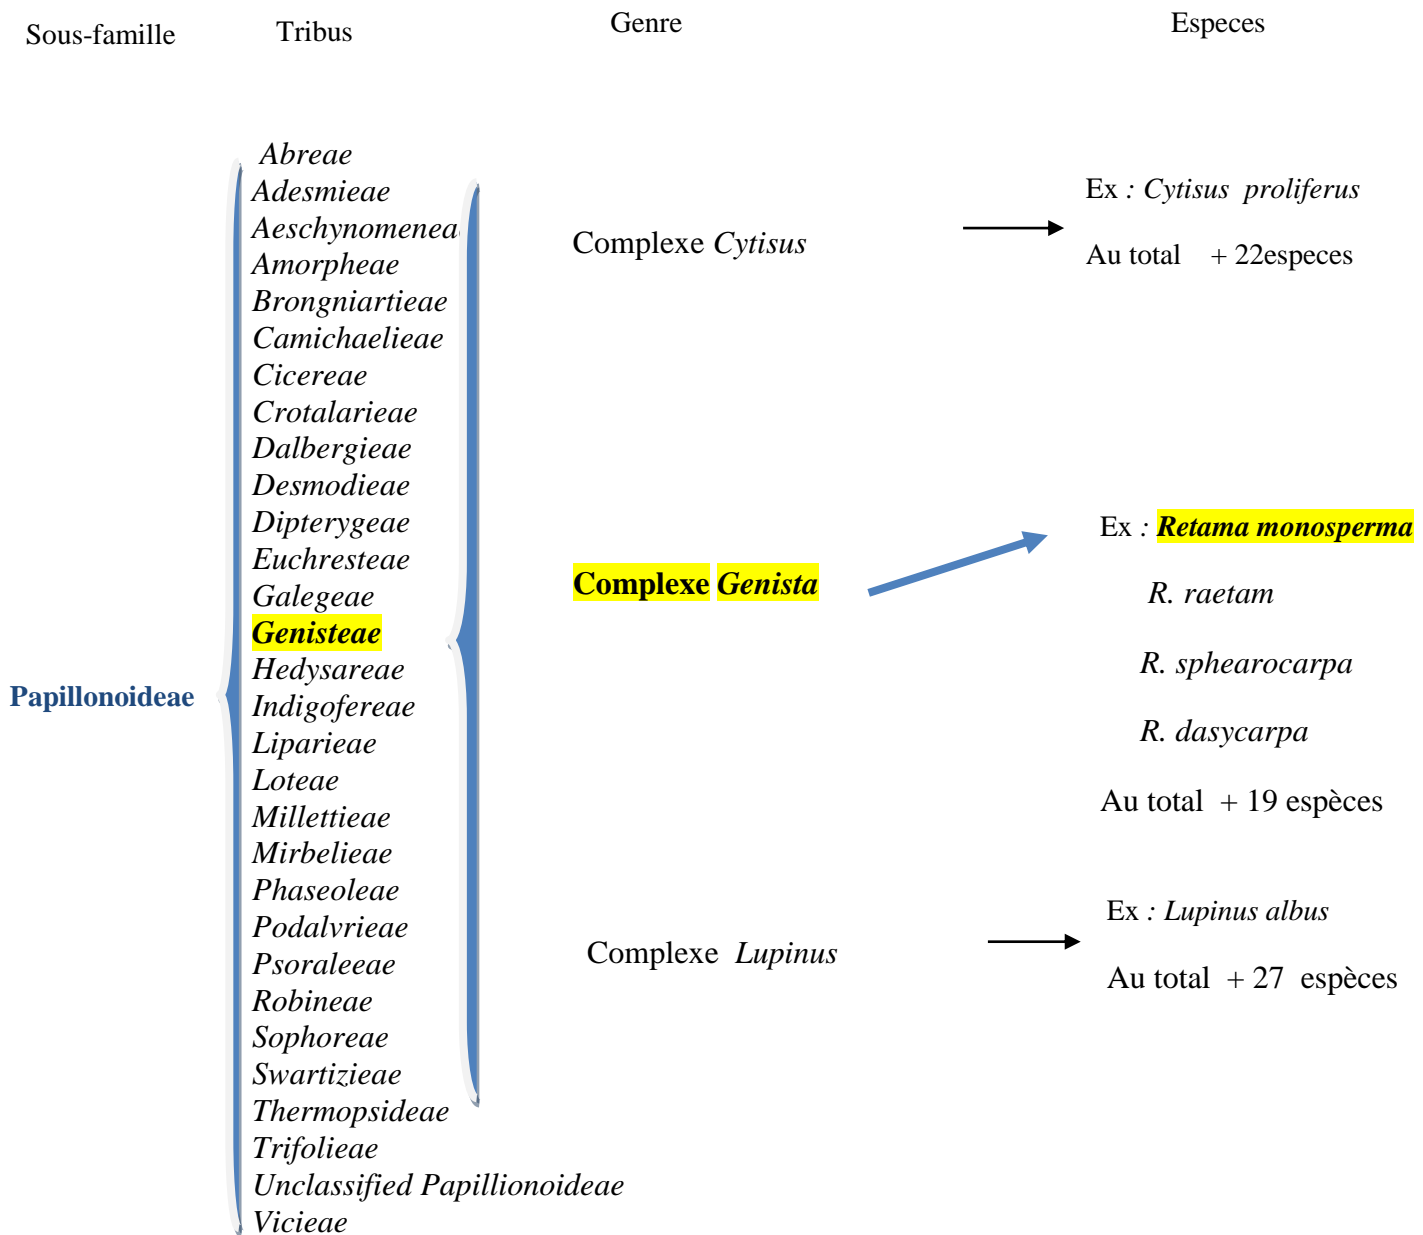 Sous-famille Tribus Genre Especes
Abreae
Adesmieae
Aeschynomeneae
Amorpheae
Brongniartieae
Camichaelieae
Cicereae
Crotalarieae
Dalbergieae
Desmodieae
Dipterygeae
Euchresteae
Galegeae
Genisteae
Hedysareae
Papillonoideae
Indigofereae
Liparieae
Loteae
Millettieae
Mirbelieae
Phaseoleae
Podalvrieae
Psoraleeae
Robineae
Sophoreae
Swartizieae
Thermopsideae
Trifolieae
Unclassified Papillionoideae
Vicieae
Complexe Cytisus
Ex : Cytisus proliferus
Au total + 22especes
Complexe Genista
Ex : Retama monosperma
R. raetam
R. sphearocarpa
R. dasycarpa
Au total + 19 espèces
Complexe Lupinus
Ex : Lupinus albus
Au total + 27 espèces